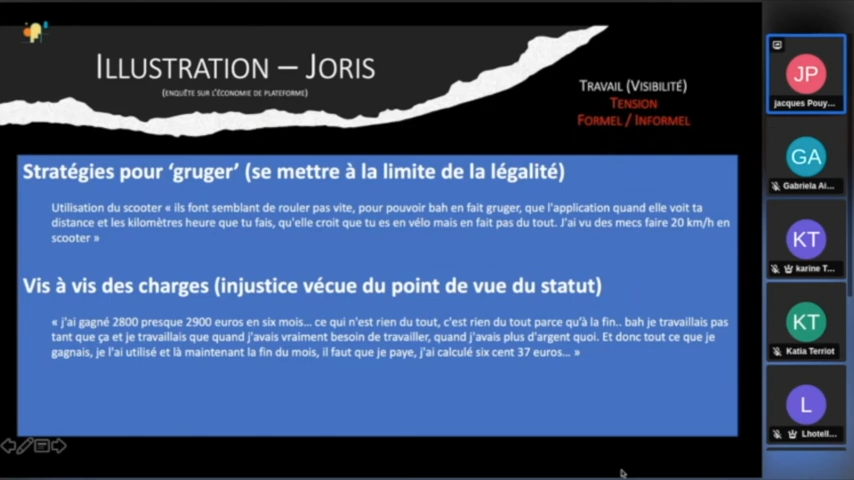 ILLUSTRATION – JORIS
(ENQUÊTE SUR L'ÉCONOMIE DE PLATEFORME)
TRAVAIL (VISIBILITÉ)
TENSION
FORMEL / INFORMEL
Stratégies pour ‘gruger’ (se mettre à la limite de la légalité)
Utilisation du scooter « ils font semblant de rouler pas vite, pour pouvoir bah en fait gruger, que l'application quand elle voit ta
distance et les kilomètres heure que tu fais, qu'elle croit que tu es en vélo mais en fait pas du tout. J'ai vu des mecs faire 20 km/h en
scooter »
Vis à vis des charges (injustice vécue du point de vue du statut)
« j'ai gagné 2800 presque 2900 euros en six mois… ce qui n'est rien du tout, c'est rien du tout parce qu'à la fin.. bah je travaillais pas
tant que ça et je travaillais que quand j'avais vraiment besoin de travailler, quand j'avais plus d'argent quoi. Et donc tout ce que je
gagnais, je l'ai utilisé et là maintenant la fin du mois, il faut que je paye, j'ai calculé six cent 37 euros… »
JP
jacques Pouy...
GA
Gabriela Ai...
KT
karine T...
KT
Katia Terriot
L
Lhotell...